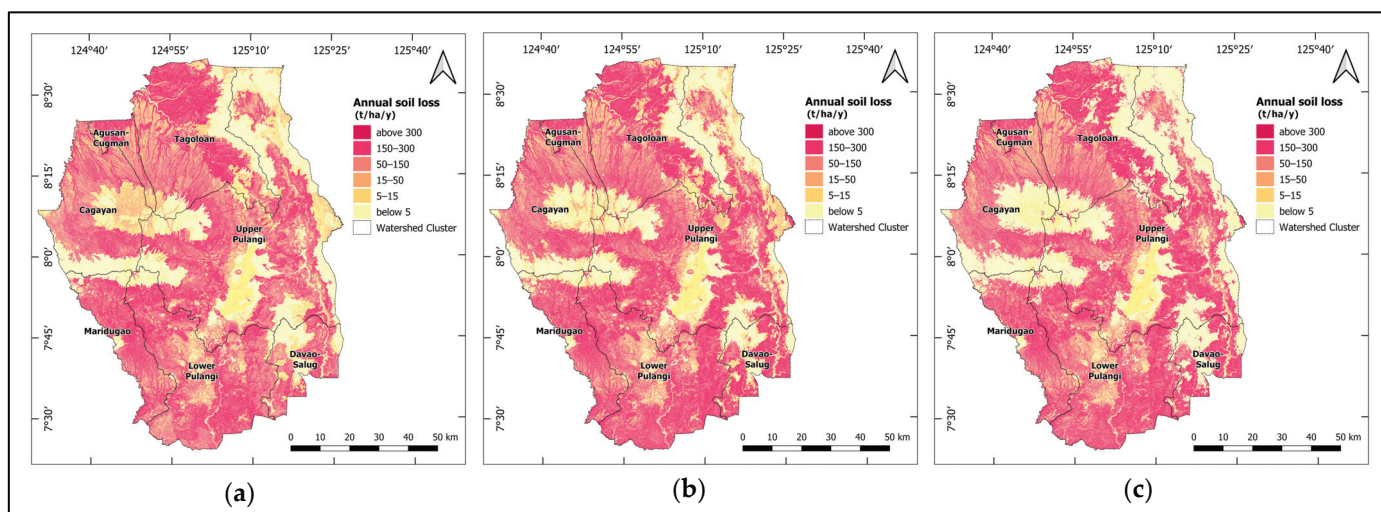 124°40′ 124°55′ 125°10′ 125°25′ 125°40′
8°30′
8°15′
8°0′
7°45′
7°30′
Annual soil loss
(t/ha/y)
above 300
150–300
50–150
15–50
5–15
below 5
Watershed Cluster
Agusan-
Cugman
Tagoloan
Cagayan
Upper
Pulangi
Maridugao
Lower
Pulangi
Davao-
Salug
0 10 20 30 40 50 km
(a)
124°40′ 124°55′ 125°10′ 125°25′ 125°40′
8°30′
8°15′
8°0′
7°45′
7°30′
Annual soil loss
(t/ha/y)
above 300
150–300
50–150
15–50
5–15
below 5
Watershed Cluster
Agusan-
Cugman
Tagoloan
Cagayan
Upper
Pulangi
Maridugao
Lower
Pulangi
Davao-
Salug
0 10 20 30 40 50 km
(b)
124°40′ 124°55′ 125°10′ 125°25′ 125°40′
8°30′
8°15′
8°0′
7°45′
7°30′
Annual soil loss
(t/ha/y)
above 300
150–300
50–150
15–50
5–15
below 5
Watershed Cluster
Agusan-
Cugman
Tagoloan
Cagayan
Upper
Pulangi
Maridugao
Lower
Pulangi
Davao-
Salug
0 10 20 30 40 50 km
(c)